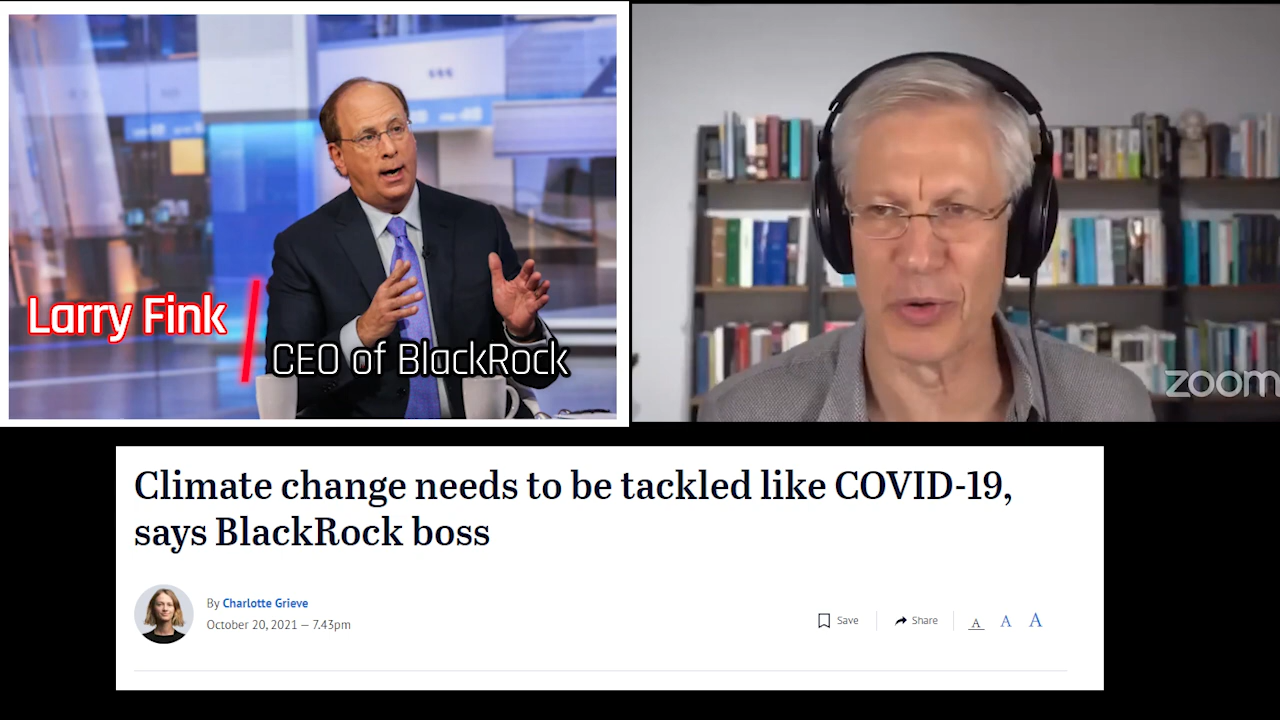 Larry Fink
CEO of BlackRock
zoom
Climate change needs to be tackled like COVID-19,
says BlackRock boss
By Charlotte Grieve
October 20, 2021 — 7.43pm
Save
Share
A
A
A